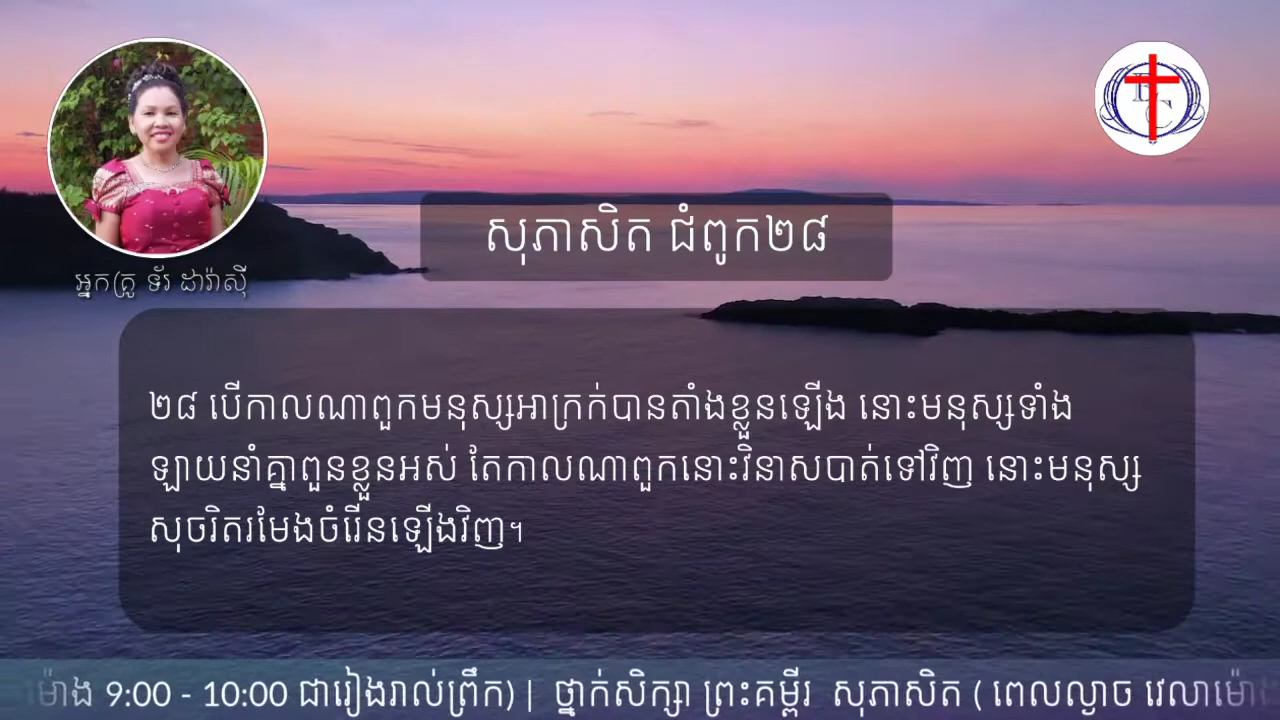 អ្នកគ្រូ ទ័រ ដារ៉ាស៊ី
សុភាសិត ជំពូក២៨
២៨ បើកាលណាពួកមនុស្សអាក្រក់បានតាំងខ្លួនឡើង នោះមនុស្សទាំង
ឡាយនាំគ្នាពួនខ្លួនអស់ តែកាលណាពួកនោះវិនាសបាត់ទៅវិញ នោះមនុស្ស
សុចរិតរមែងចំរើនឡើងវិញ។
ម៉ោង 9:00 - 10:00 ជារៀងរាល់ព្រឹក) | ថ្នាក់សិក្សា ព្រះគម្ពីរ សុភាសិត ( ពេលល្ងាច វេលាម៉ោង